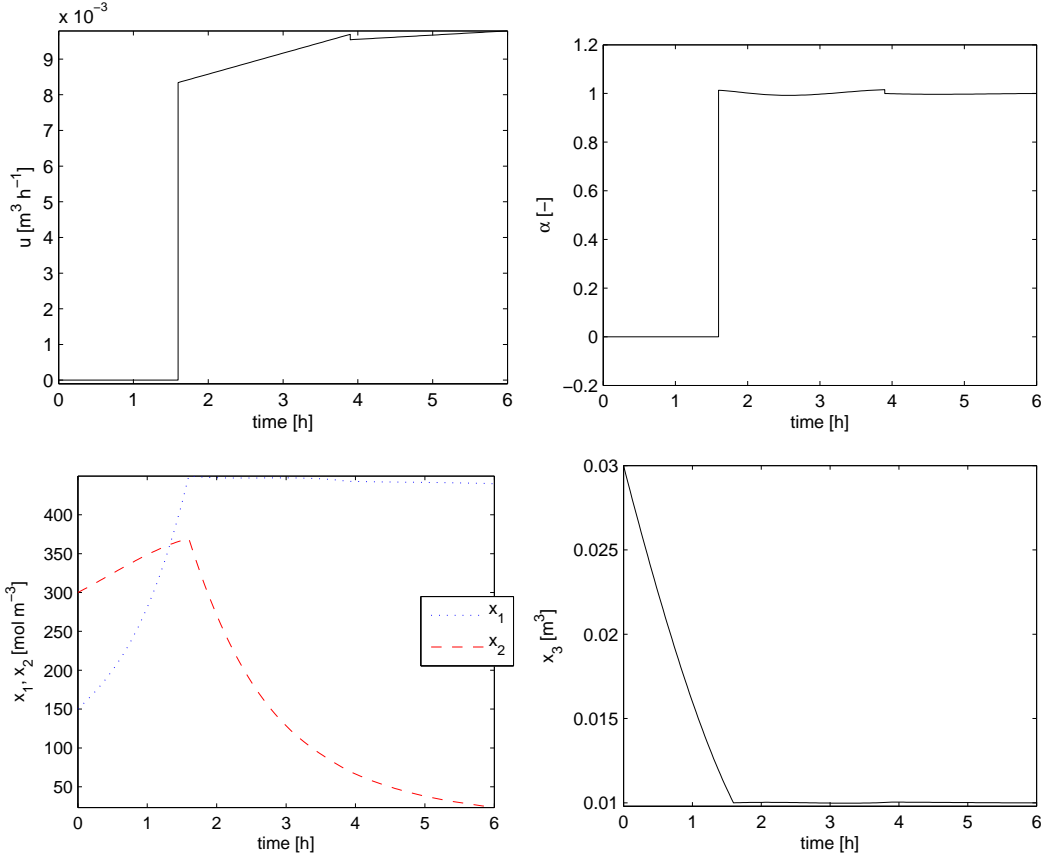 x 10⁻³
9
8
7
6
5
4
3
2
1
0
u [m³ h⁻¹]
0 1 2 3 4 5 6
time [h]
1.2
1
0.8
0.6
0.4
0.2
0
−0.2
α [-]
0 1 2 3 4 5 6
time [h]
400
350
300
250
200
150
100
50
x₁, x₂ [mol m⁻³]
x₁
x₂
0 1 2 3 4 5 6
time [h]
0.03
0.025
0.02
0.015
0.01
x₃ [m³]
0 1 2 3 4 5 6
time [h]